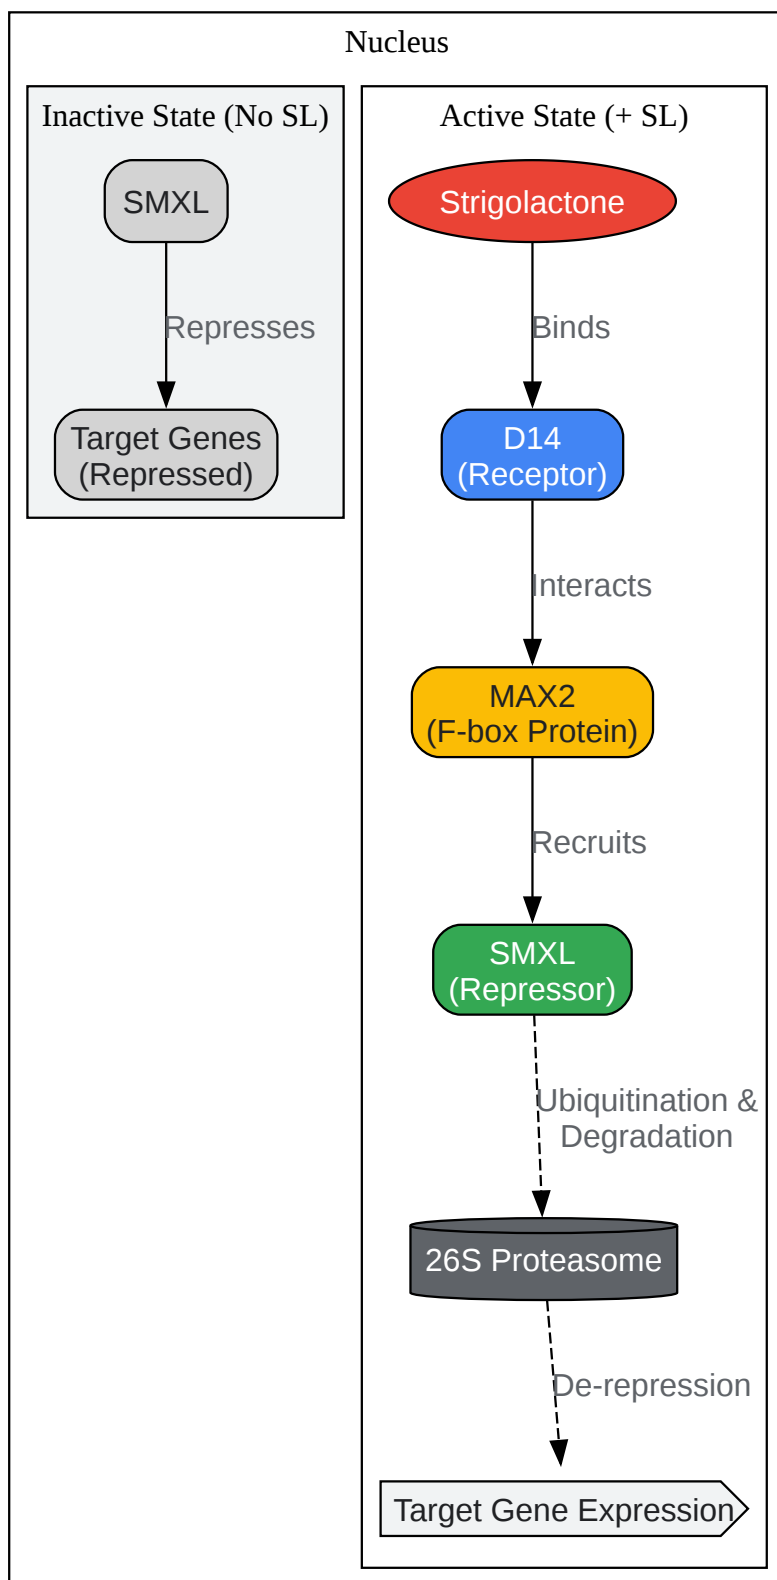 Nucleus
Inactive State (No SL)
SMXL
Represses
Target Genes
(Repressed)
Active State (+ SL)
Strigolactone
Binds
D14
(Receptor)
Interacts
MAX2
(F-box Protein)
Recruits
SMXL
(Repressor)
Ubiquitination &
Degradation
26S Proteasome
De-repression
Target Gene Expression